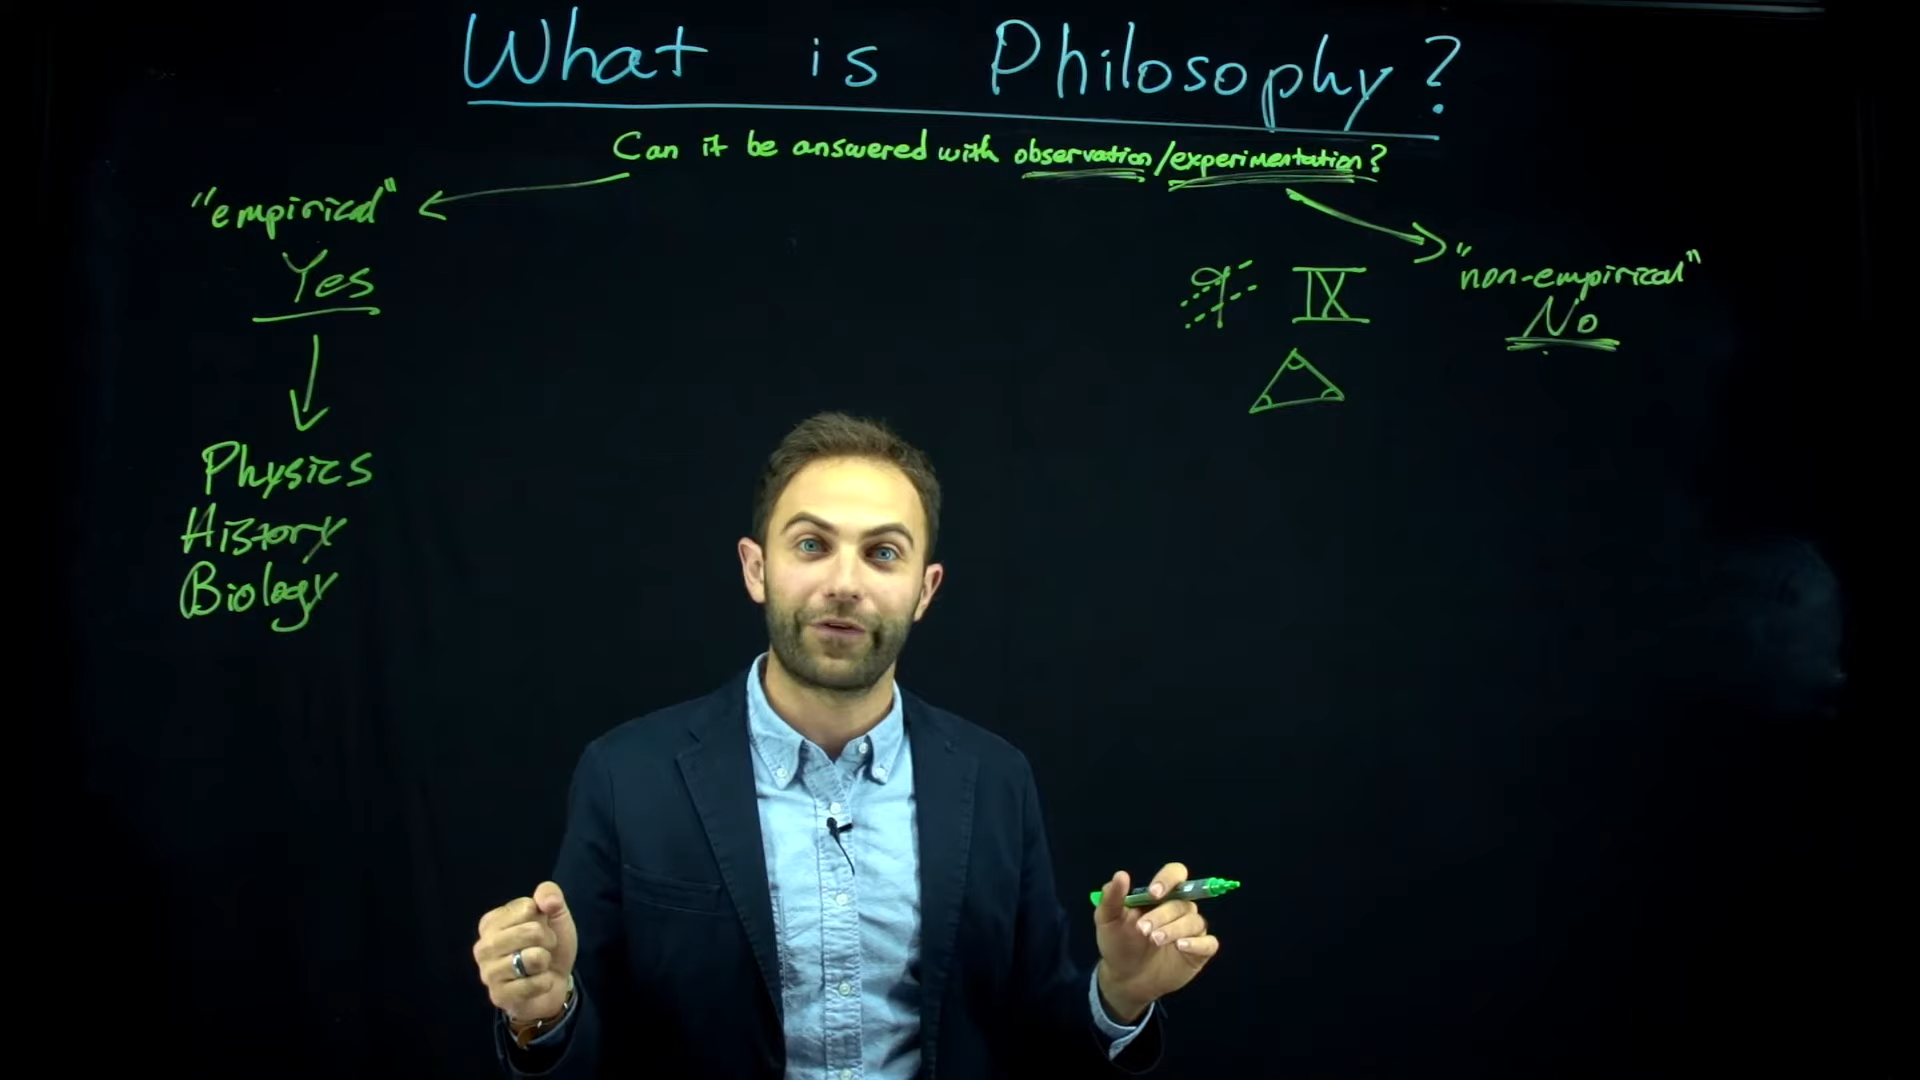 What is Philosophy?
Can it be answered with observation/experimentation?
"empirical"
Yes
Physics
History
Biology
9 IX
"non-empirical"
No